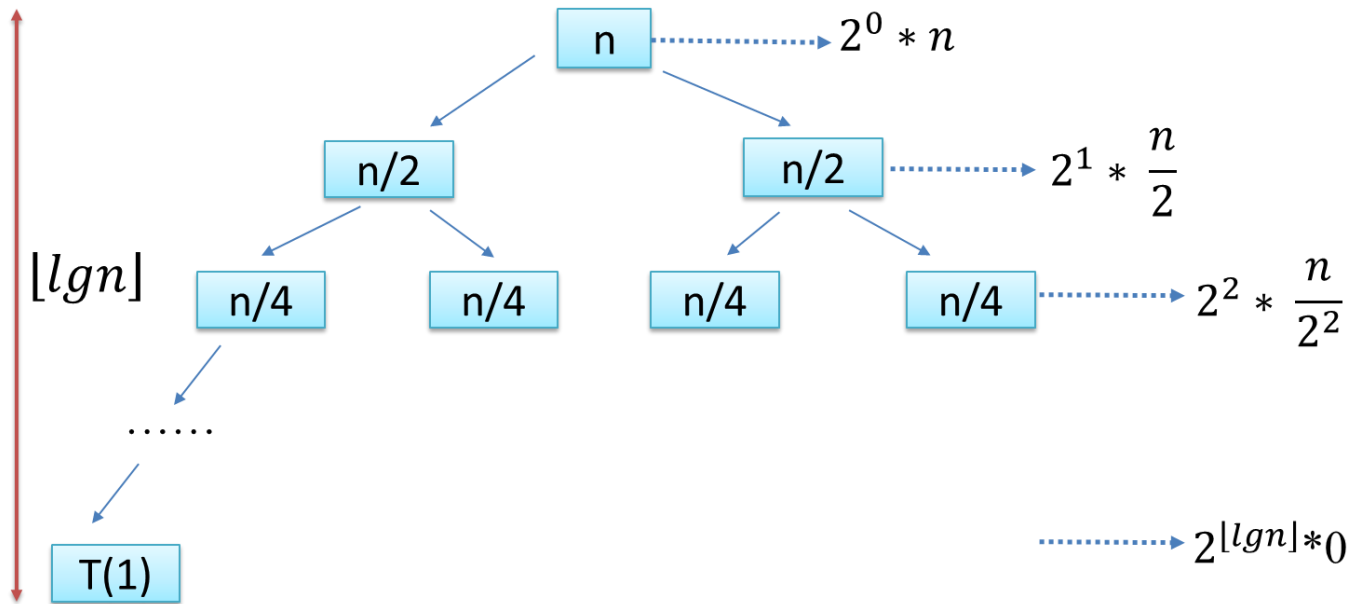 n
2^0 * n
n/2
n/2
2^1 * n/2
⌊lgn⌋
n/4
n/4
n/4
n/4
2^2 * n/2^2
......
T(1)
2^⌊lgn⌋*0